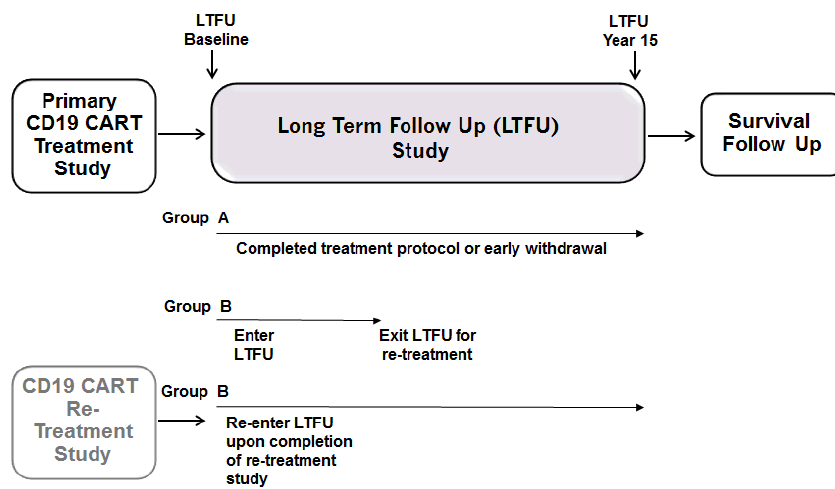 LTFU
Baseline
LTFU
Year 15
Primary
CD19 CART
Treatment
Study
Long Term Follow Up (LTFU)
Study
Survival
Follow Up
Group A
Completed treatment protocol or early withdrawal
Group B
Enter
LTFU
Exit LTFU for
re-treatment
CD19 CART
Re-
Treatment
Study
Group B
Re-enter LTFU
upon completion
of re-treatment
study